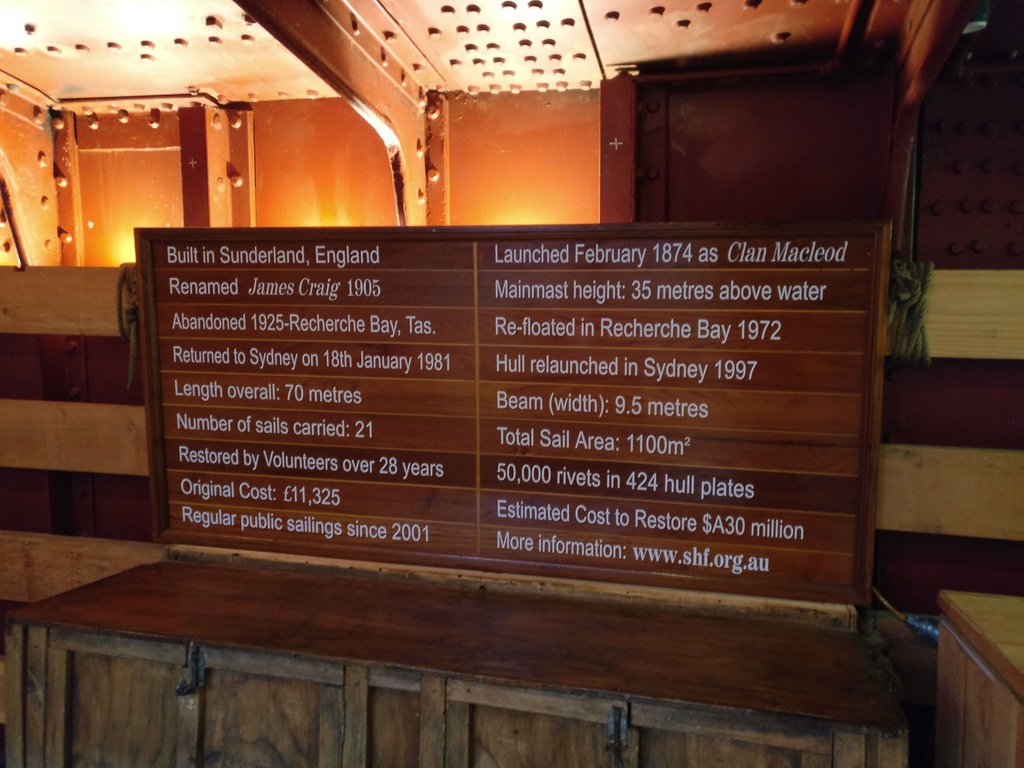 Built in Sunderland, England
Renamed James Craig 1905
Abandoned 1925-Recherche Bay, Tas.
Returned to Sydney on 18th January 1981
Length overall: 70 metres
Number of sails carried: 21
Restored by Volunteers over 28 years
Original Cost: £11,325
Regular public sailings since 2001
Launched February 1874 as Clan Macleod
Mainmast height: 35 metres above water
Re-floated in Recherche Bay 1972
Hull relaunched in Sydney 1997
Beam (width): 9.5 metres
Total Sail Area: 1100m²
50,000 rivets in 424 hull plates
Estimated Cost to Restore $A30 million
More information: www.shf.org.au